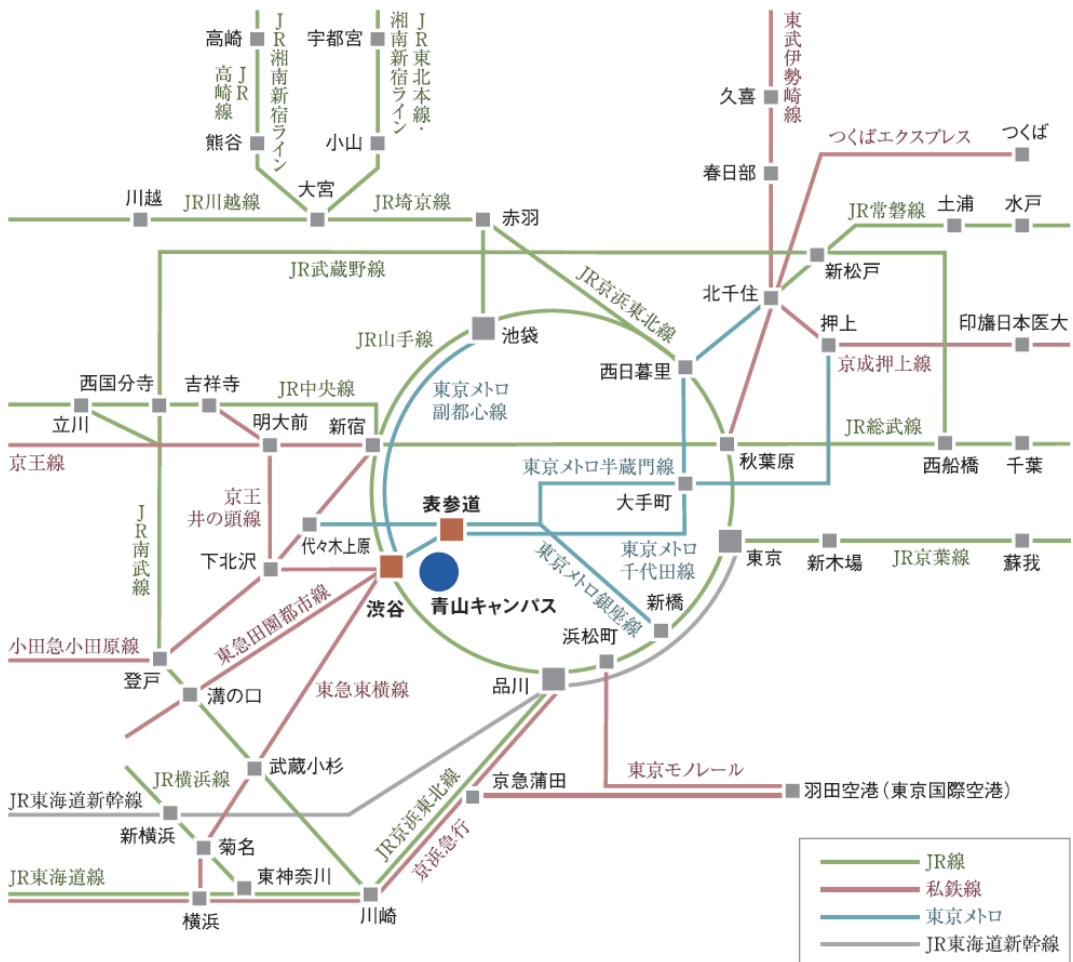 高崎
JR湘南新宿ライン
JR
高崎線
熊谷
宇都宮
JR東北本線・
湘南新宿ライン
小山
東武伊勢崎線
久喜
春日部
つくばエクスプレス
つくば
川越
JR川越線
大宮
JR埼京線
赤羽
JR常磐線
土浦
水戸
JR武蔵野線
JR京浜東北線
新松戸
北千住
JR山手線
池袋
押上
印旛日本医大
京成押上線
西日暮里
東京メトロ
副都心線
西国分寺
吉祥寺
JR中央線
立川
明大前
新宿
JR総武線
京王線
秋葉原
西船橋
千葉
東京メトロ半蔵門線
大手町
京王
井の頭線
表参道
代々木上原
JR南武線
下北沢
東京メトロ
千代田線
東京メトロ銀座線
東京
新木場
JR京葉線
蘇我
渋谷
青山キャンパス
新橋
浜松町
小田急小田原線
東急田園都市線
登戸
溝の口
東急東横線
品川
JR横浜線
武蔵小杉
東京モノレール
京急蒲田
羽田空港（東京国際空港）
JR東海道新幹線
新横浜
JR京浜東北線
京浜急行
菊名
JR東海道線
東神奈川
横浜
川崎
JR線
私鉄線
東京メトロ
JR東海道新幹線